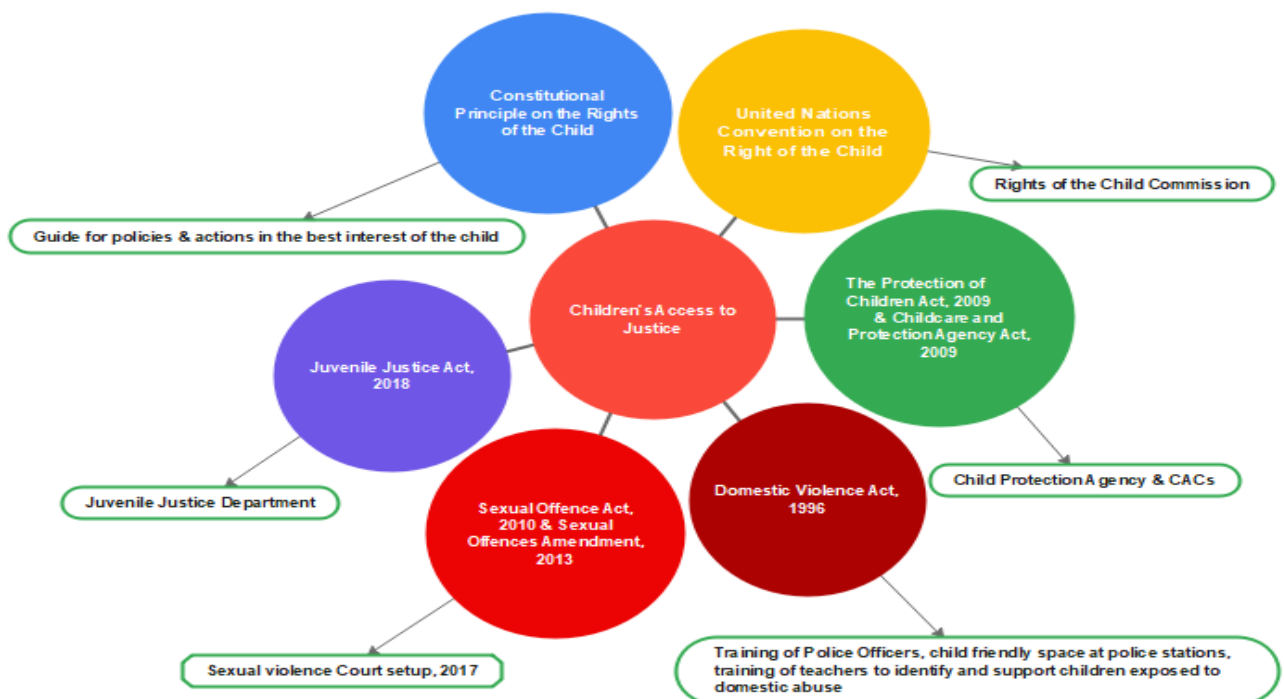 Constitutional
Principle on the Rights
of the Child
United Nations
Convention on the
Right of the Child
Rights of the Child Commission
Guide for policies & actions in the best interest of the child
The Protection of
Children Act, 2009
& Childcare and
Protection Agency Act,
2009
Children's Access to
Justice
Juvenile Justice Act,
2018
Child Protection Agency & CACs
Juvenile Justice Department
Domestic Violence Act,
1996
Sexual Offence Act,
2010 & Sexual
Offences Amendment,
2013
Sexual violence Court setup, 2017
Training of Police Officers, child friendly space at police stations,
training of teachers to identify and support children exposed to
domestic abuse